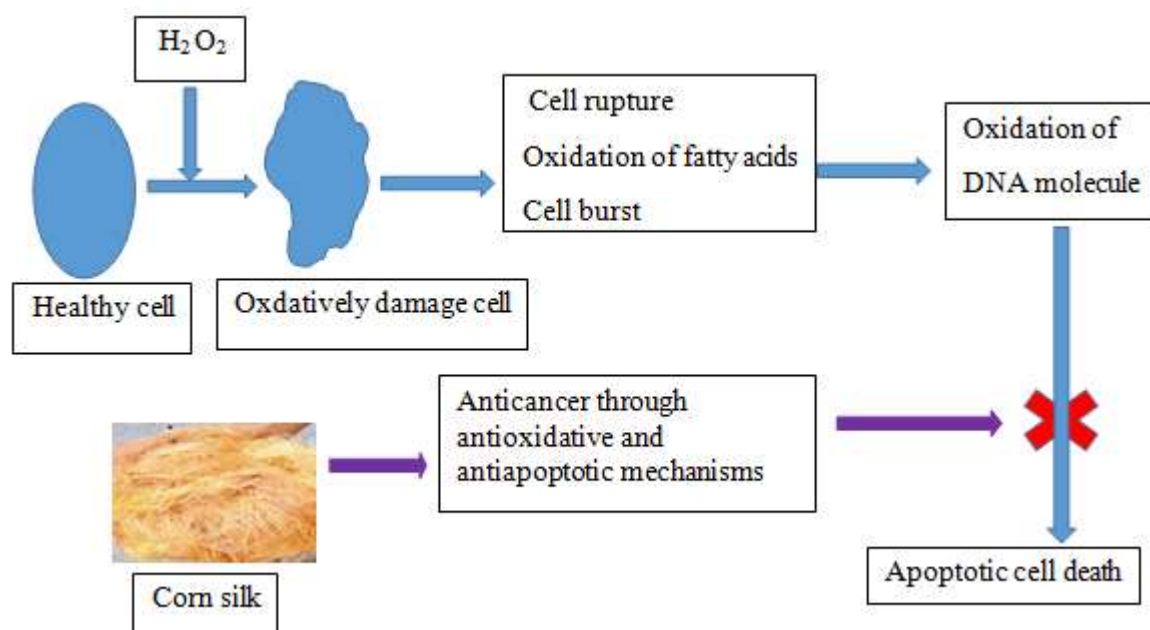 H₂O₂
Cell rupture
Oxidation of fatty acids
Cell burst
Oxidation of
DNA molecule
Healthy cell
Oxdatively damage cell
Anticancer through
antioxidative and
antiapoptotic mechanisms
Corn silk
Apoptotic cell death